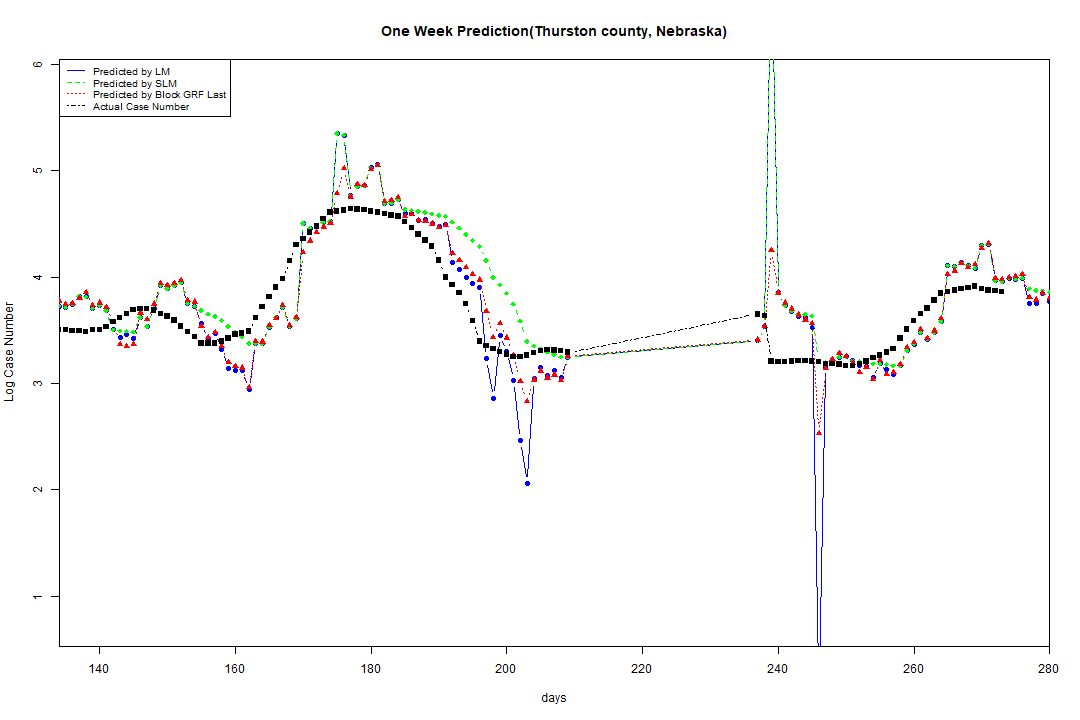 One Week Prediction(Thurston county, Nebraska)
Predicted by LM
Predicted by SLM
Predicted by Block GRF Last
Actual Case Number
6
5
4
3
2
1
Log Case Number
140 160 180 200 220 240 260 280
days